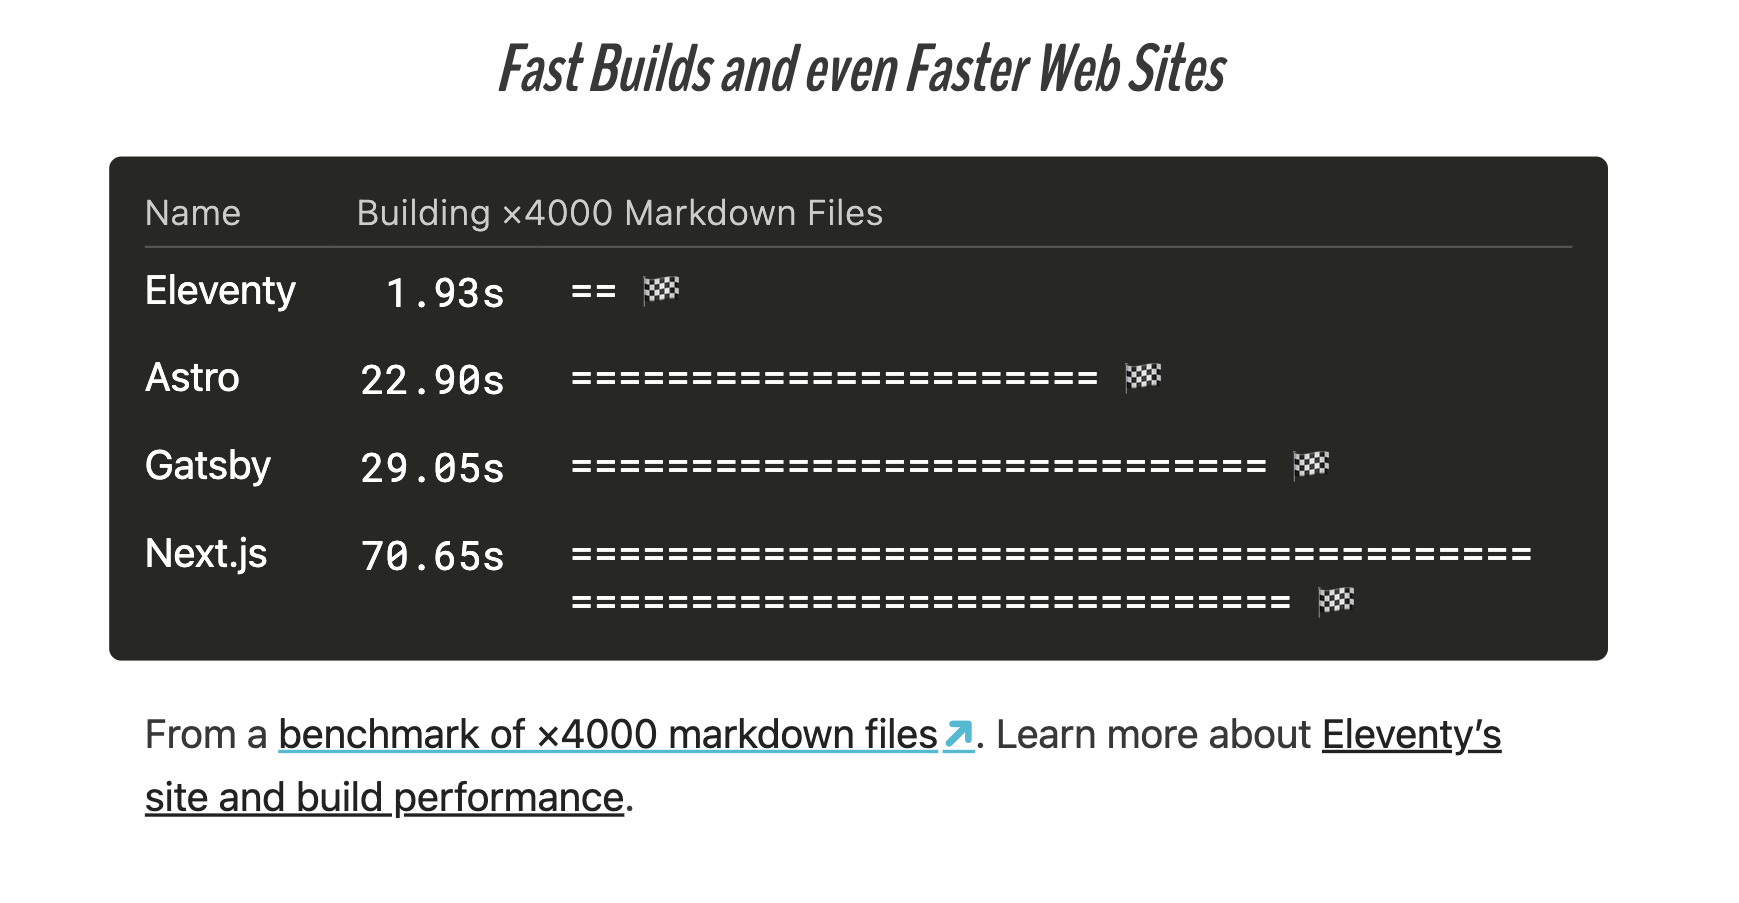 Fast Builds and even Faster Web Sites
Name Building ×4000 Markdown Files
Eleventy 1.93s == 🏁
Astro 22.90s ====================== 🏁
Gatsby 29.05s ============================= 🏁
Next.js 70.65s ========================================
============================== 🏁
From a benchmark of ×4000 markdown files↗. Learn more about Eleventy’s
site and build performance.